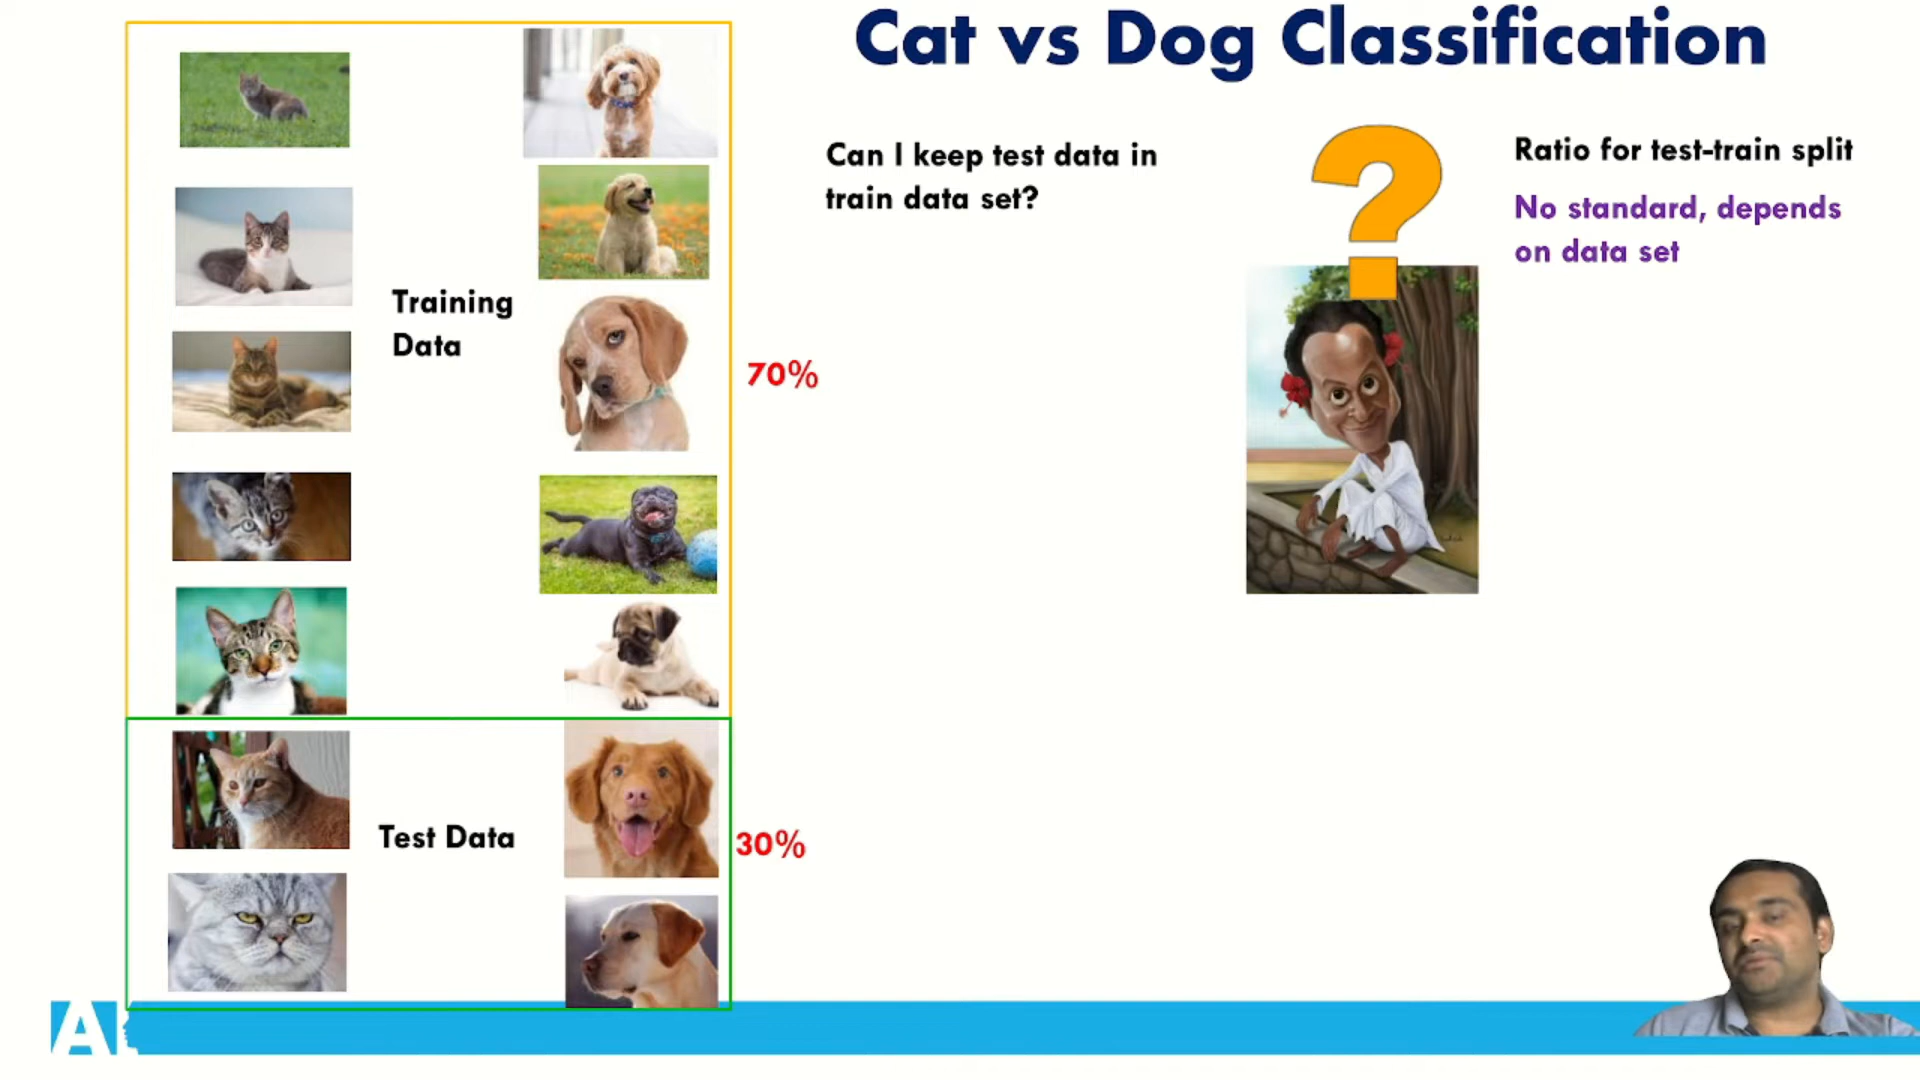 Cat vs Dog Classification
Can I keep test data in
train data set?
Ratio for test-train split
No standard, depends
on data set
Training
Data
70%
Test Data
30%